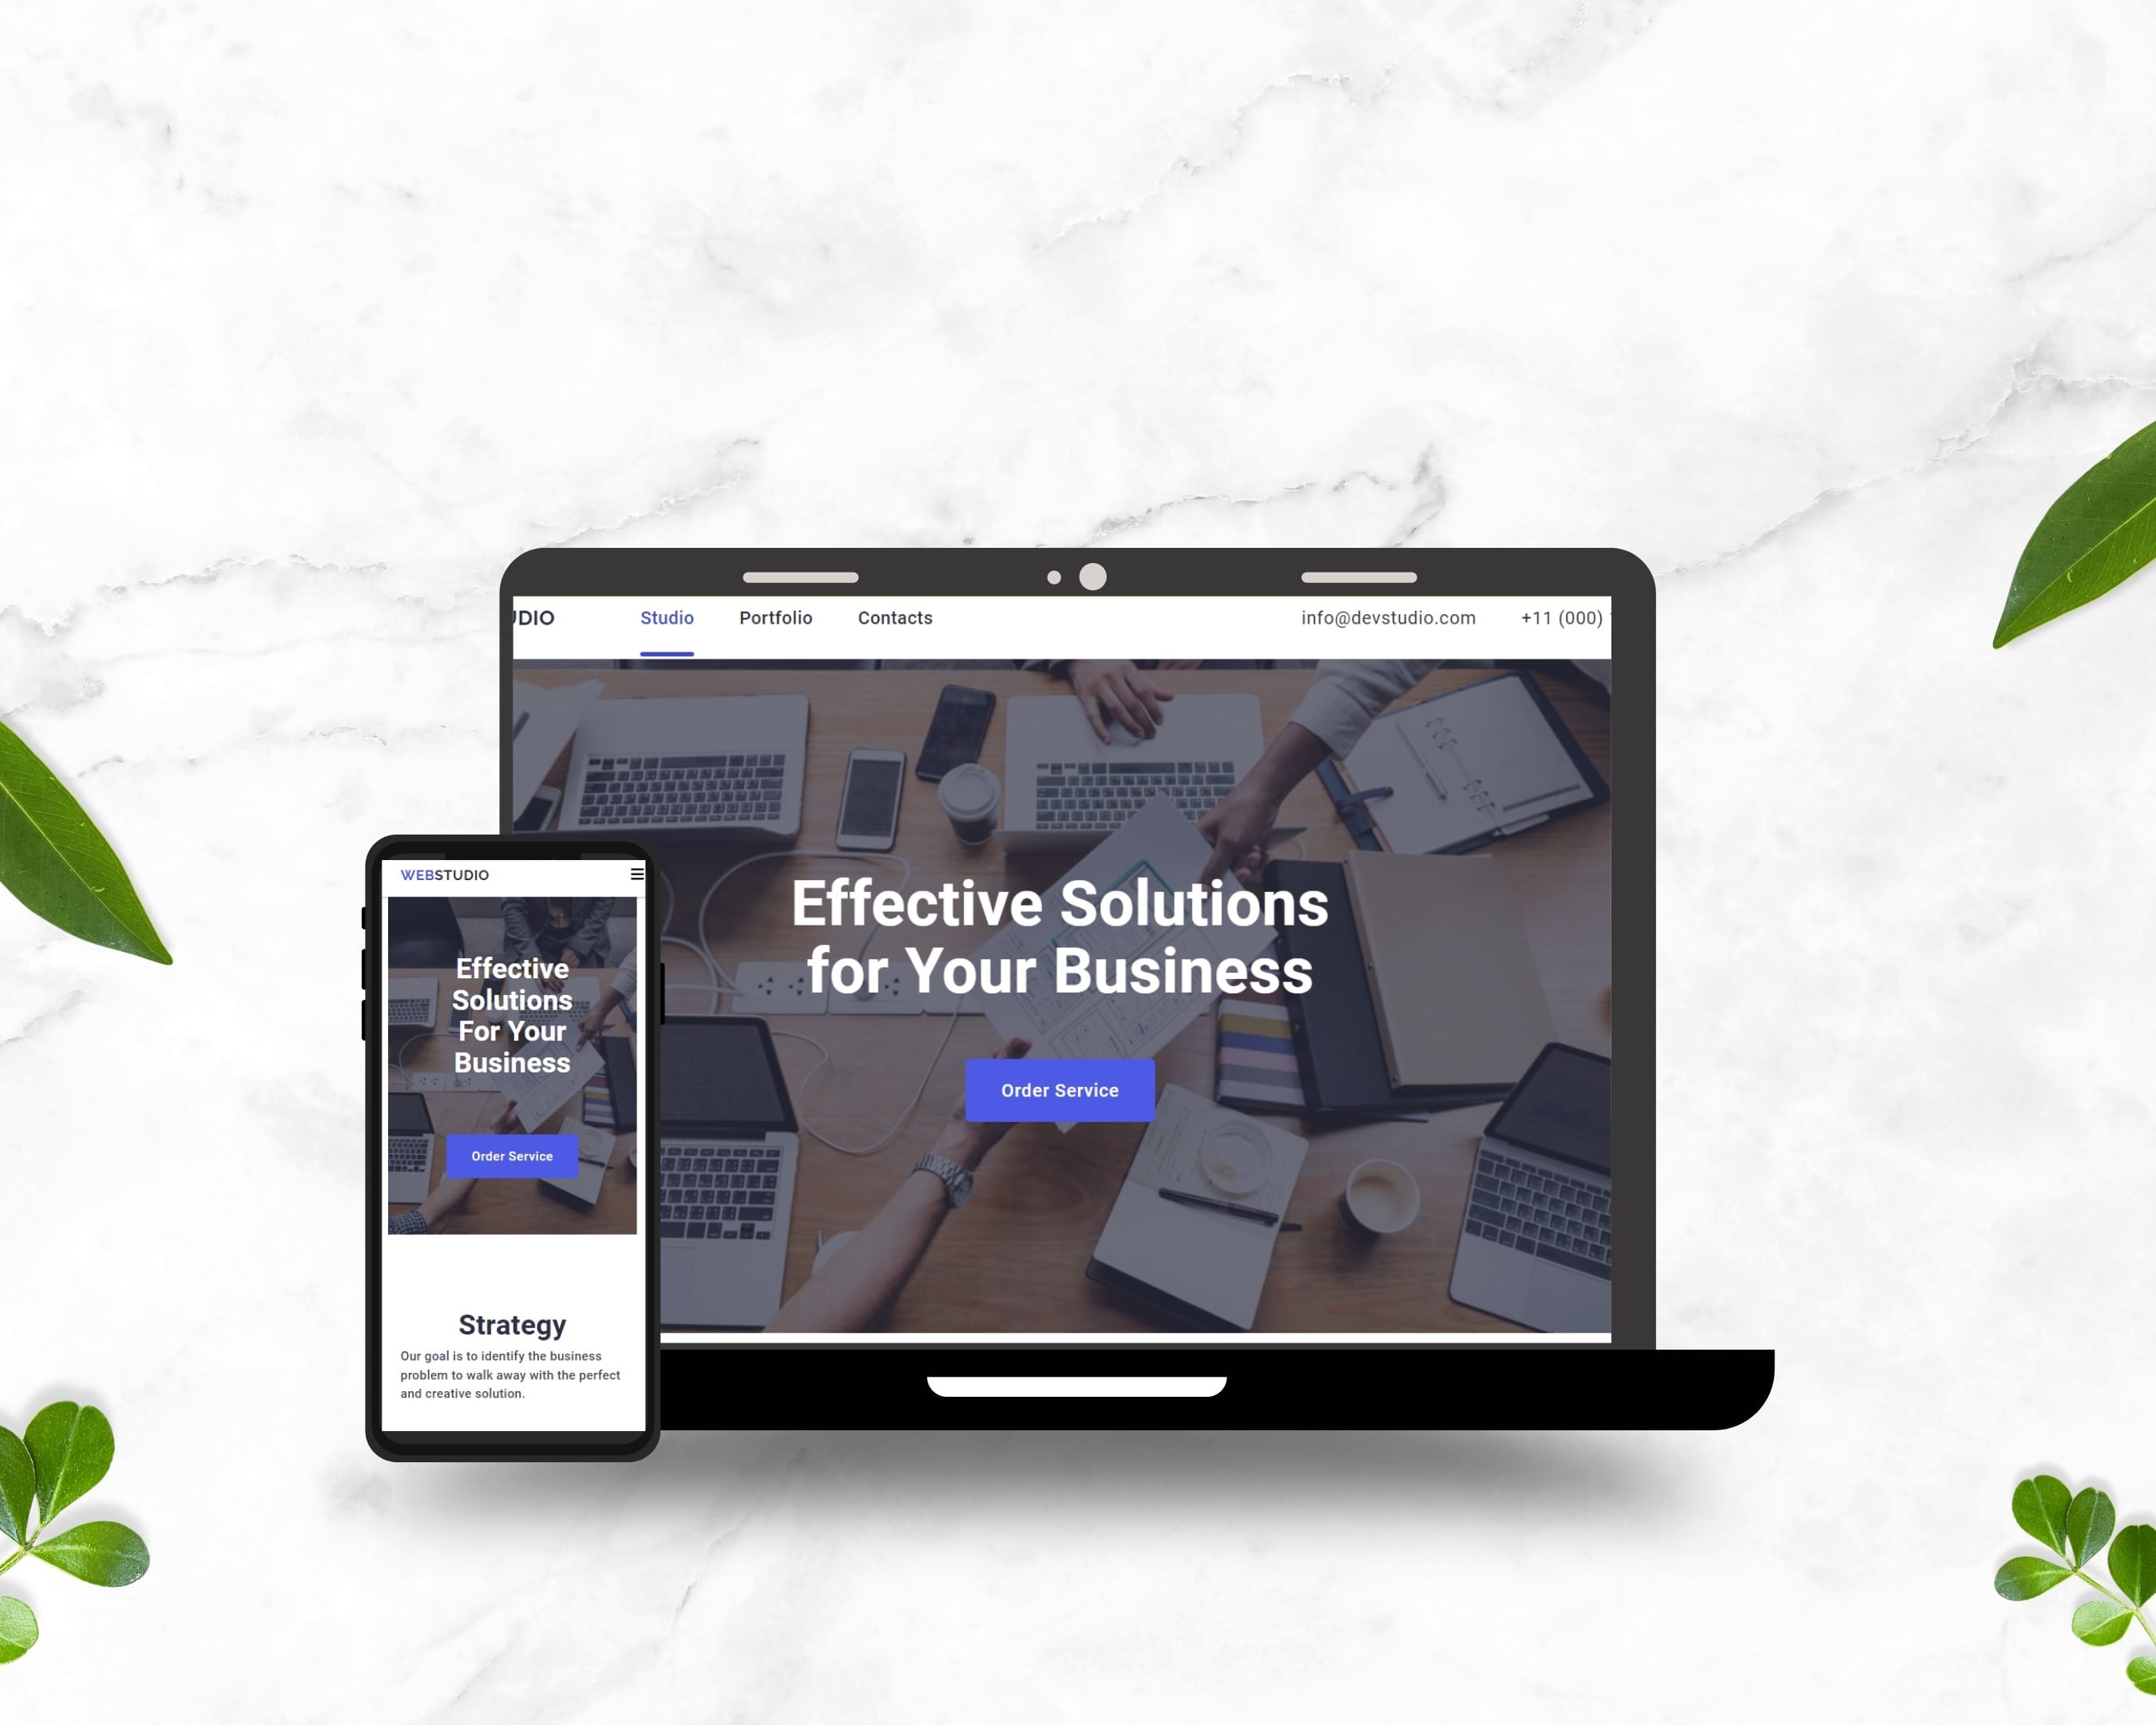 UDIO Studio Portfolio Contacts info@devstudio.com +11 (000)
Effective Solutions
for Your Business
Order Service
WEBSTUDIO
Effective
Solutions
For Your
Business
Order Service
Strategy
Our goal is to identify the business
problem to walk away with the perfect
and creative solution.